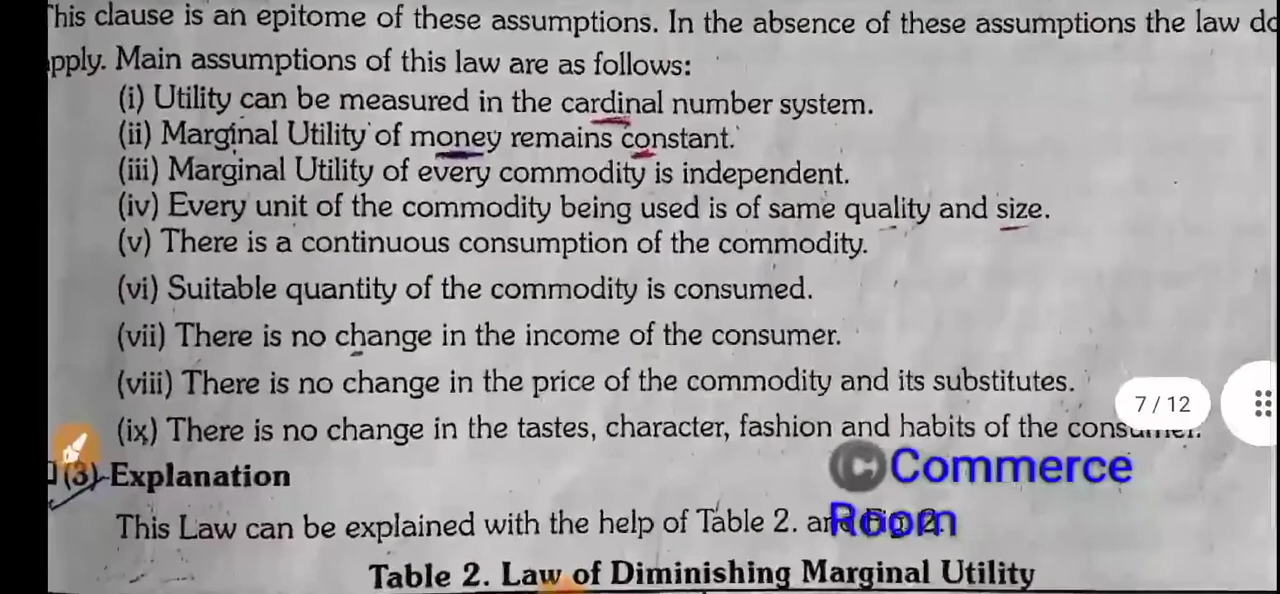 This clause is an epitome of these assumptions. In the absence of these assumptions the law do
pply. Main assumptions of this law are as follows:
(i) Utility can be measured in the cardinal number system.
(ii) Marginal Utility of money remains constant.
(iii) Marginal Utility of every commodity is independent.
(iv) Every unit of the commodity being used is of same quality and size.
(v) There is a continuous consumption of the commodity.
(vi) Suitable quantity of the commodity is consumed.
(vii) There is no change in the income of the consumer.
(viii) There is no change in the price of the commodity and its substitutes.
7 / 12
(ix) There is no change in the tastes, character, fashion and habits of the consumer.
(3) Explanation
©Commerce
Room
This Law can be explained with the help of Table 2. and Fig. 2.
Table 2. Law of Diminishing Marginal Utility